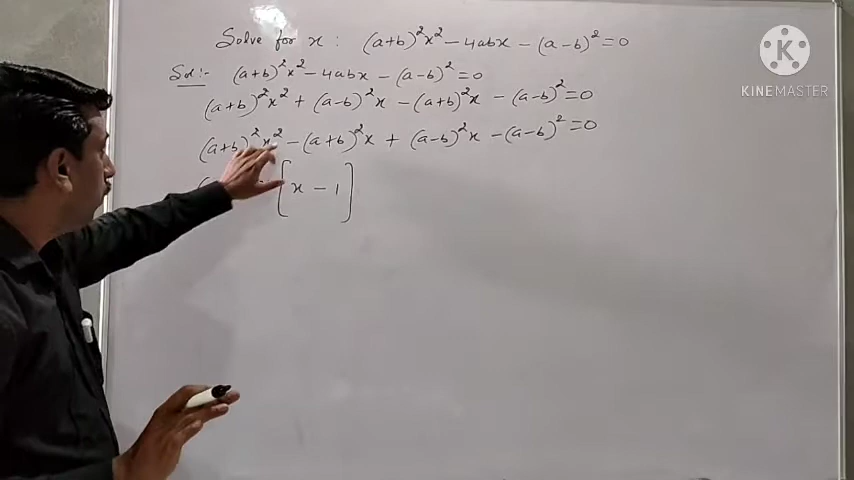 Solve for x : (a+b)²x² - 4abx - (a-b)² = 0
Sol:- (a+b)²x² - 4abx - (a-b)² = 0
(a+b)²x² + (a-b)²x - (a+b)²x - (a-b)² = 0
(a+b)²x² - (a+b)²x + (a-b)²x - (a-b)² = 0
[x - 1]
K
KINEMASTER